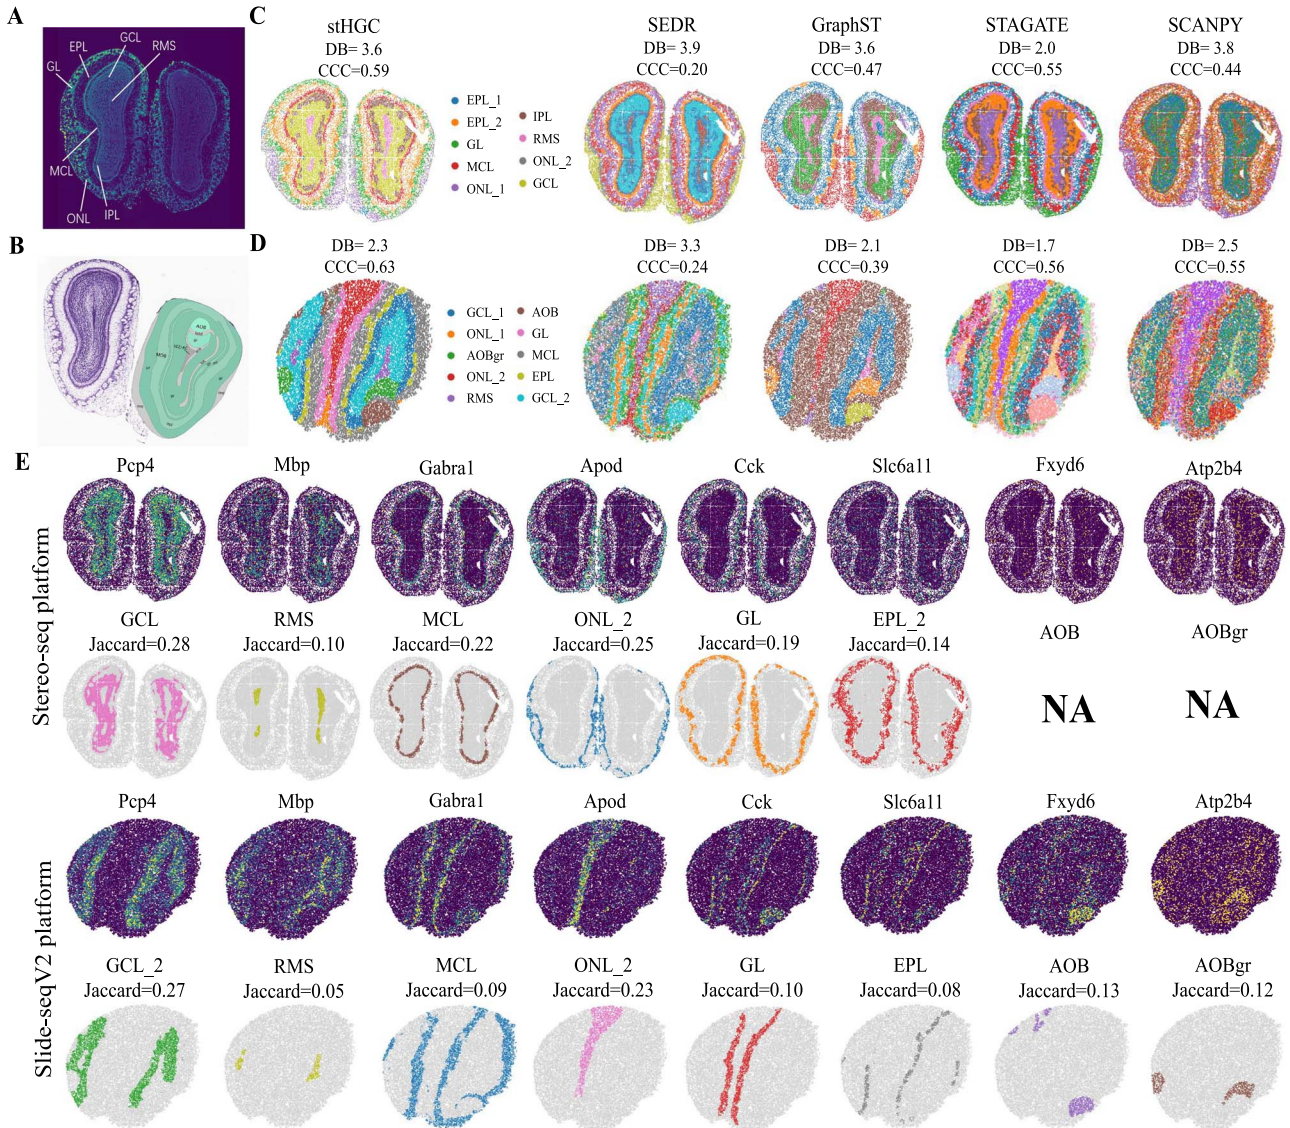 A
GCL
RMS
EPL
GL
MCL
ONL
IPL
B
AOB
C
stHGC
DB= 3.6
CCC=0.59
EPL_1
EPL_2
GL
MCL
ONL_1
IPL
RMS
ONL_2
GCL
SEDR
DB= 3.9
CCC=0.20
GraphST
DB= 3.6
CCC=0.47
STAGATE
DB= 2.0
CCC=0.55
SCANPY
DB= 3.8
CCC=0.44
D
DB= 2.3
CCC=0.63
GCL_1
ONL_1
AOBgr
ONL_2
RMS
AOB
GL
MCL
EPL
GCL_2
DB= 3.3
CCC=0.24
DB= 2.1
CCC=0.39
DB=1.7
CCC=0.56
DB= 2.5
CCC=0.55
E
Stereo-seq platform
Pcp4
Mbp
Gabra1
Apod
Cck
Slc6a11
Fxyd6
Atp2b4
GCL
Jaccard=0.28
RMS
Jaccard=0.10
MCL
Jaccard=0.22
ONL_2
Jaccard=0.25
GL
Jaccard=0.19
EPL_2
Jaccard=0.14
AOB
NA
AOBgr
NA
Slide-seqV2 platform
Pcp4
Mbp
Gabra1
Apod
Cck
Slc6a11
Fxyd6
Atp2b4
GCL_2
Jaccard=0.27
RMS
Jaccard=0.05
MCL
Jaccard=0.09
ONL_2
Jaccard=0.23
GL
Jaccard=0.10
EPL
Jaccard=0.08
AOB
Jaccard=0.13
AOBgr
Jaccard=0.12